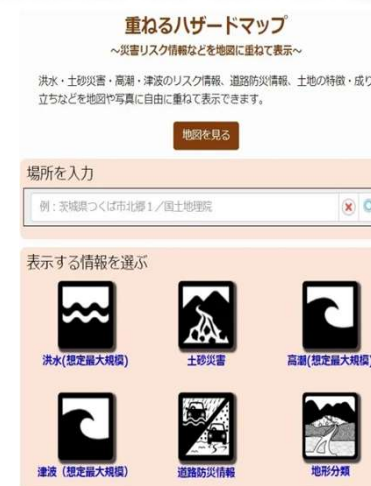 重ねるハザードマップ
～災害リスク情報などを地図に重ねて表示～
洪水・土砂災害・高潮・津波のリスク情報、道路防災情報、土地の特徴・成り
立ちなどを地図や写真に自由に重ねて表示できます。
地図を見る
場所を入力
例：茨城県つくば市北郷１／国土地理院
表示する情報を選ぶ
洪水(想定最大規模) 土砂災害 高潮(想定最大規模)
津波（想定最大規模） 道路防災情報 地形分類